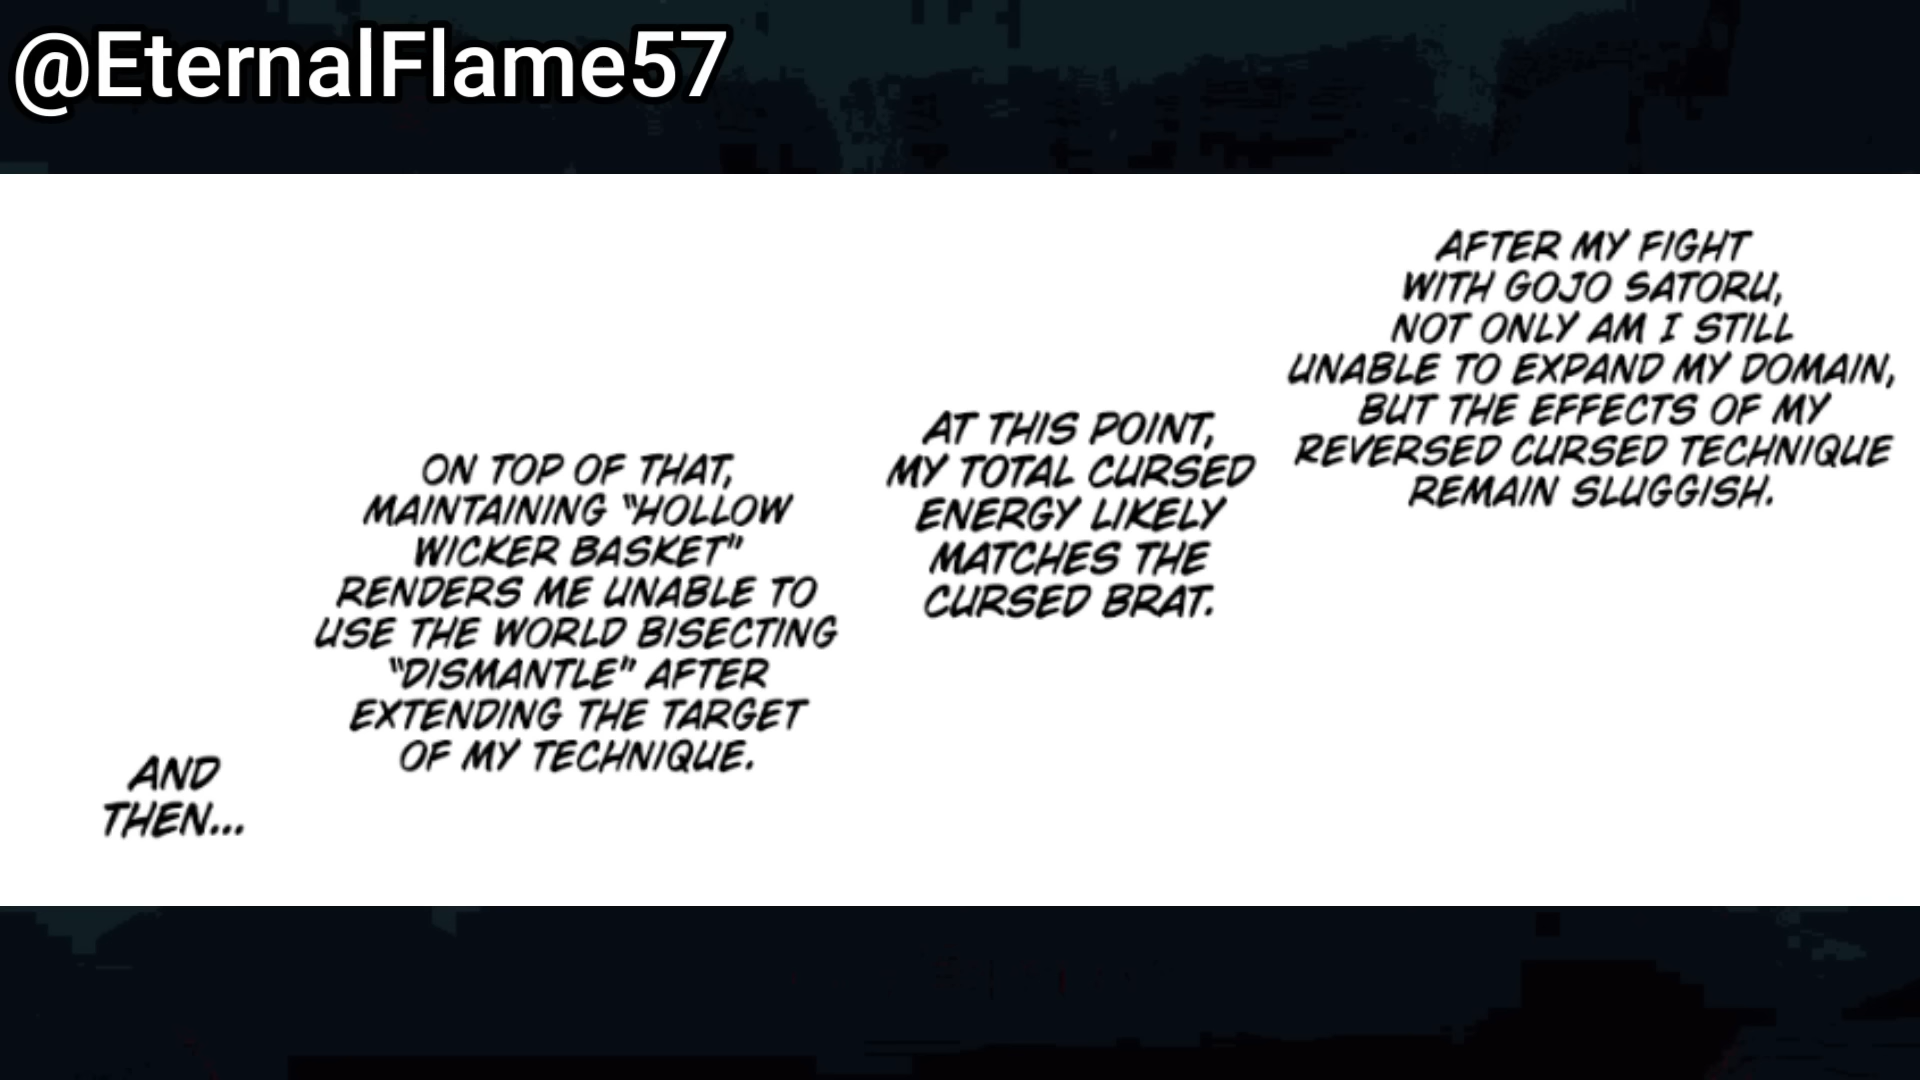 @EternalFlame57
AFTER MY FIGHT
WITH GOJO SATORU,
NOT ONLY AM I STILL
UNABLE TO EXPAND MY DOMAIN,
BUT THE EFFECTS OF MY
REVERSED CURSED TECHNIQUE
REMAIN SLUGGISH.
AT THIS POINT,
MY TOTAL CURSED
ENERGY LIKELY
MATCHES THE
CURSED BRAT.
ON TOP OF THAT,
MAINTAINING "HOLLOW
WICKER BASKET"
RENDERS ME UNABLE TO
USE THE WORLD BISECTING
"DISMANTLE" AFTER
EXTENDING THE TARGET
OF MY TECHNIQUE.
AND
THEN...